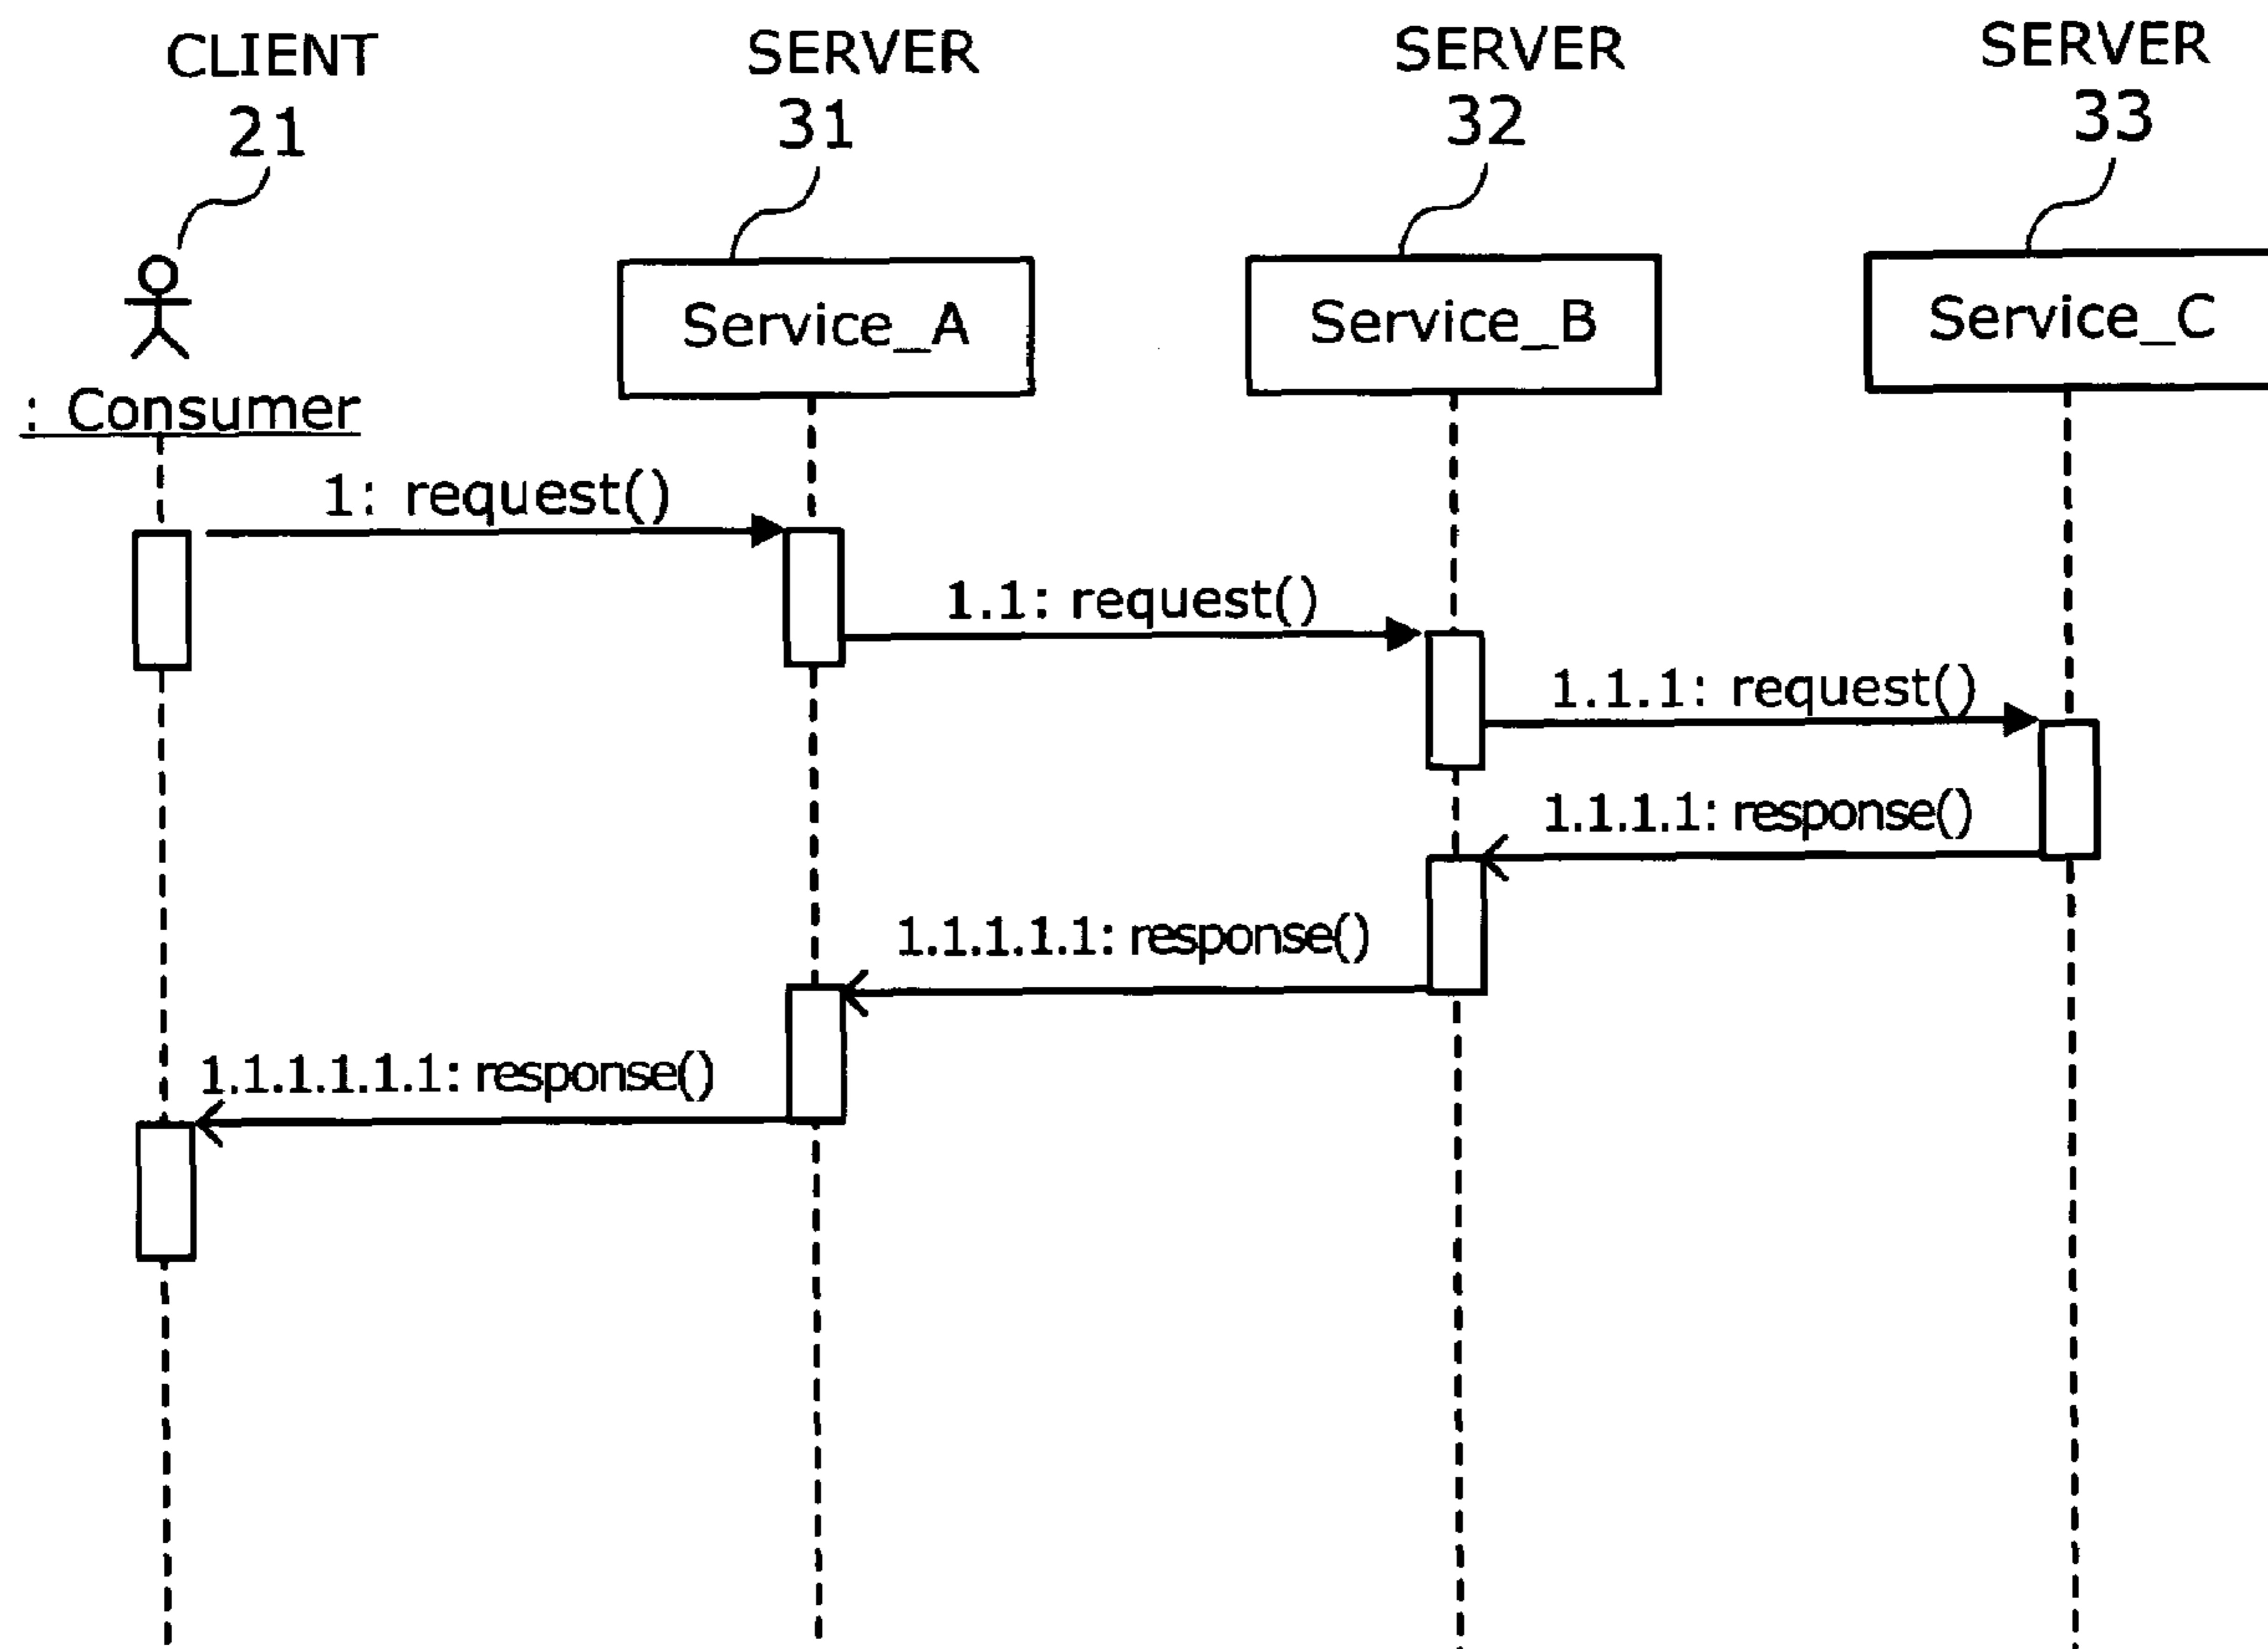 CLIENT
21
SERVER
31
SERVER
32
SERVER
33
: Consumer
Service_A
Service_B
Service_C
1: request()
1.1: request()
1.1.1: request()
1.1.1.1: response()
1.1.1.1.1: response()
1.1.1.1.1.1: response()